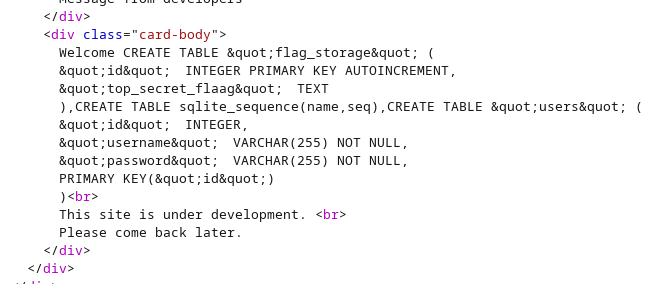 Message from developers
</div>
<div class="card-body">
Welcome CREATE TABLE &quot;flag_storage&quot; (
&quot;id&quot;  INTEGER PRIMARY KEY AUTOINCREMENT,
&quot;top_secret_flaag&quot;  TEXT
),CREATE TABLE sqlite_sequence(name,seq),CREATE TABLE &quot;users&quot; (
&quot;id&quot;  INTEGER,
&quot;username&quot;  VARCHAR(255) NOT NULL,
&quot;password&quot;  VARCHAR(255) NOT NULL,
PRIMARY KEY(&quot;id&quot;)
)<br>
This site is under development. <br>
Please come back later.
</div>
</div>
</div>